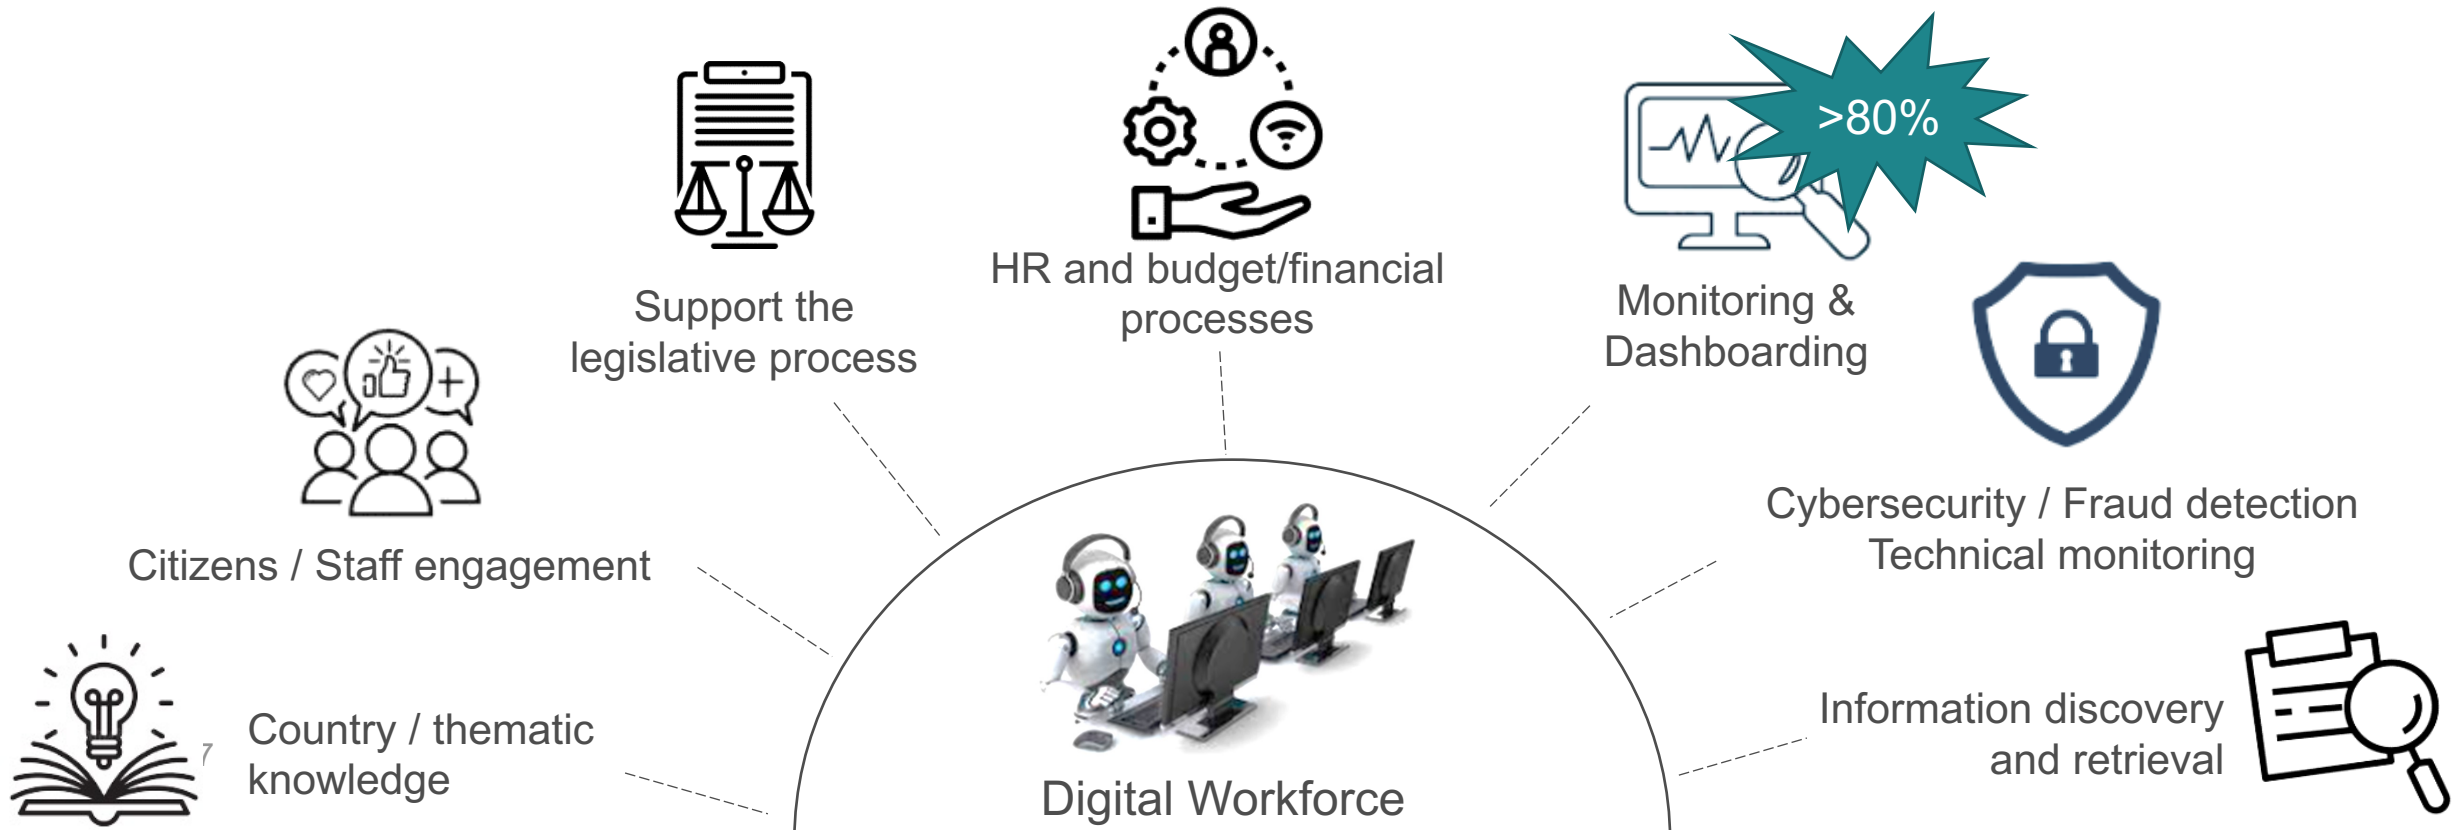 >80%
HR and budget/financial
processes
Support the
legislative process
Monitoring &
Dashboarding
Citizens / Staff engagement
Cybersecurity / Fraud detection
Technical monitoring
Country / thematic
knowledge
Information discovery
and retrieval
Digital Workforce